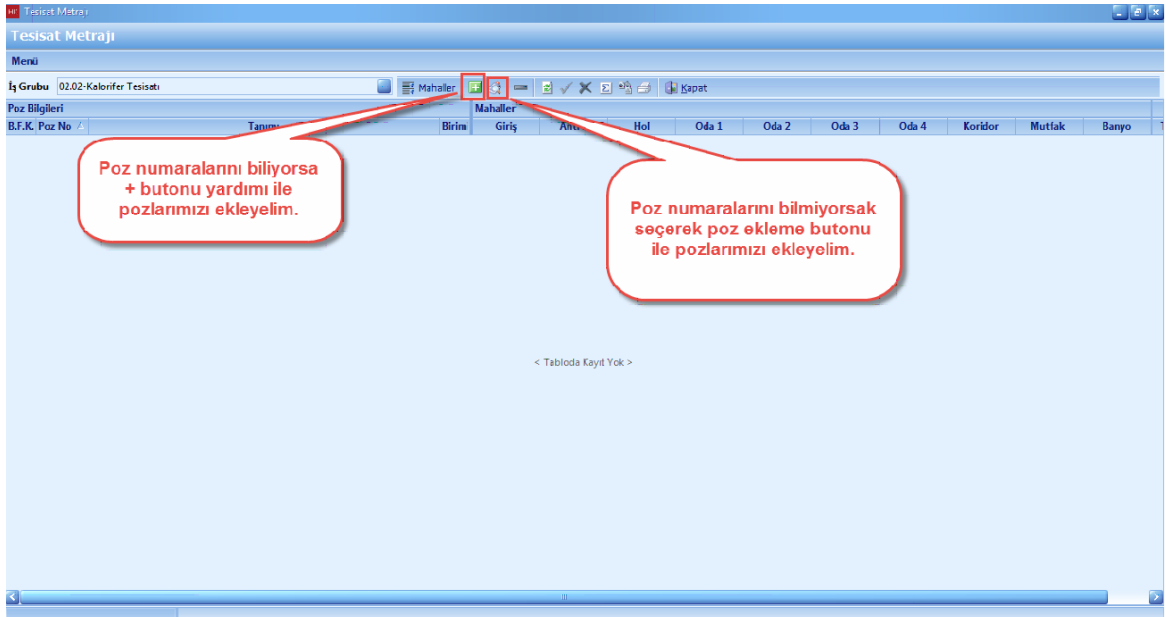 Tesisat Metrajı
Tesisat Metrajı
Menü
İş Grubu 02.02-Kalorifer Tesisatı Mahaller Kapat
Poz Bilgileri Mahaller
B.F.K. Poz No Birim Giriş Hol Oda 1 Oda 2 Oda 3 Oda 4 Koridor Mutfak Banyo
Poz numaralarını biliyorsa
+ butonu yardımı ile
pozlarımızı ekleyelim.
Poz numaralarını bilmiyorsak
seçerek poz ekleme butonu
ile pozlarımızı ekleyelim.
< Tabloda Kayıt Yok >